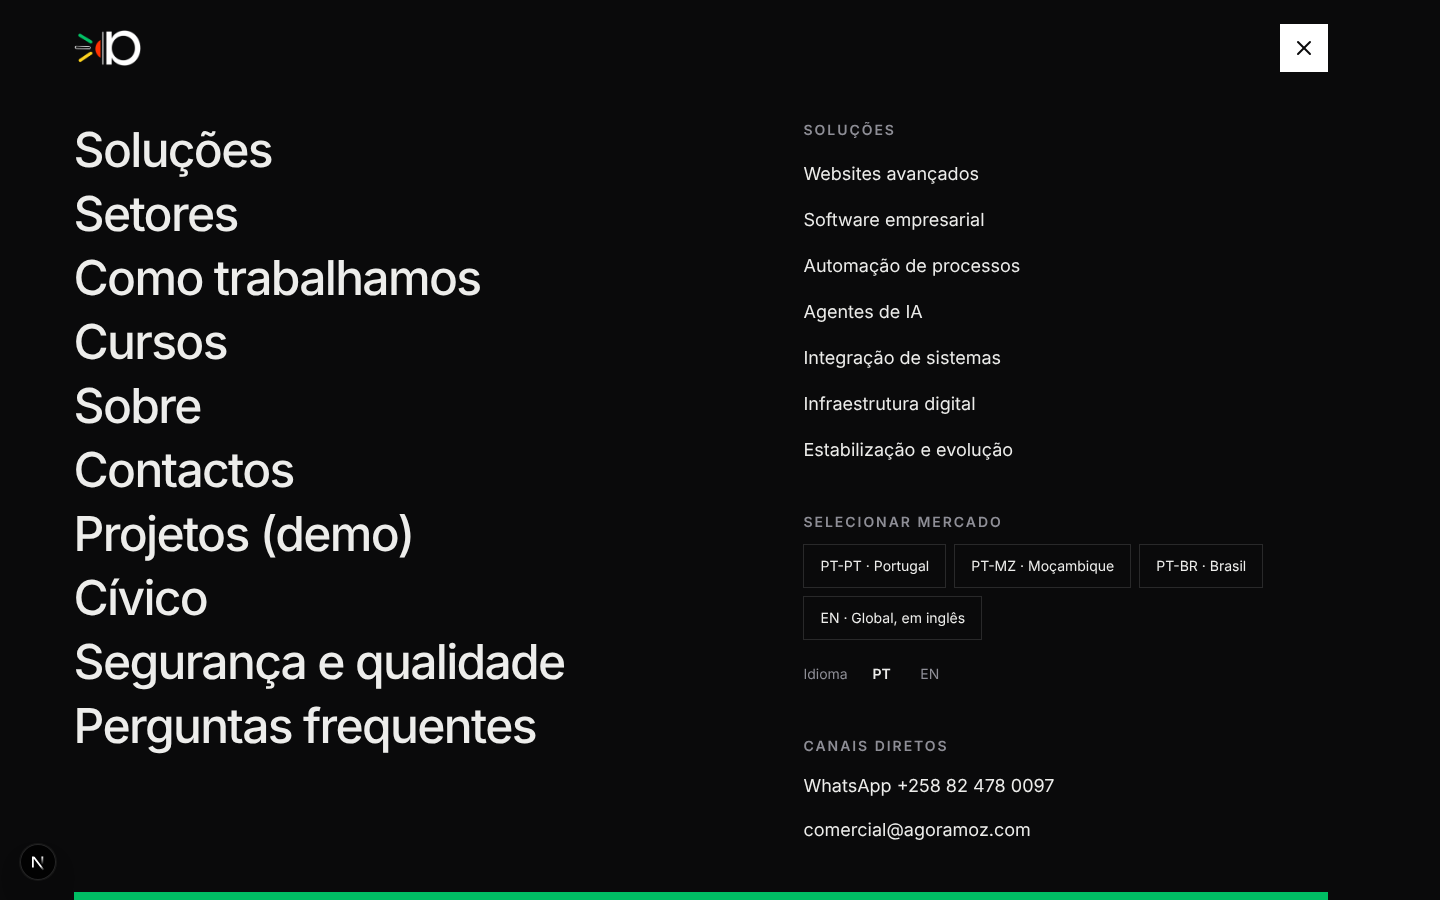 Soluções
Setores
Como trabalhamos
Cursos
Sobre
Contactos
Projetos (demo)
Cívico
Segurança e qualidade
Perguntas frequentes
SOLUÇÕES
Websites avançados
Software empresarial
Automação de processos
Agentes de IA
Integração de sistemas
Infraestrutura digital
Estabilização e evolução
SELECIONAR MERCADO
PT-PT · Portugal PT-MZ · Moçambique PT-BR · Brasil
EN · Global, em inglês
Idioma PT EN
CANAIS DIRETOS
WhatsApp +258 82 478 0097
comercial@agoramoz.com
N